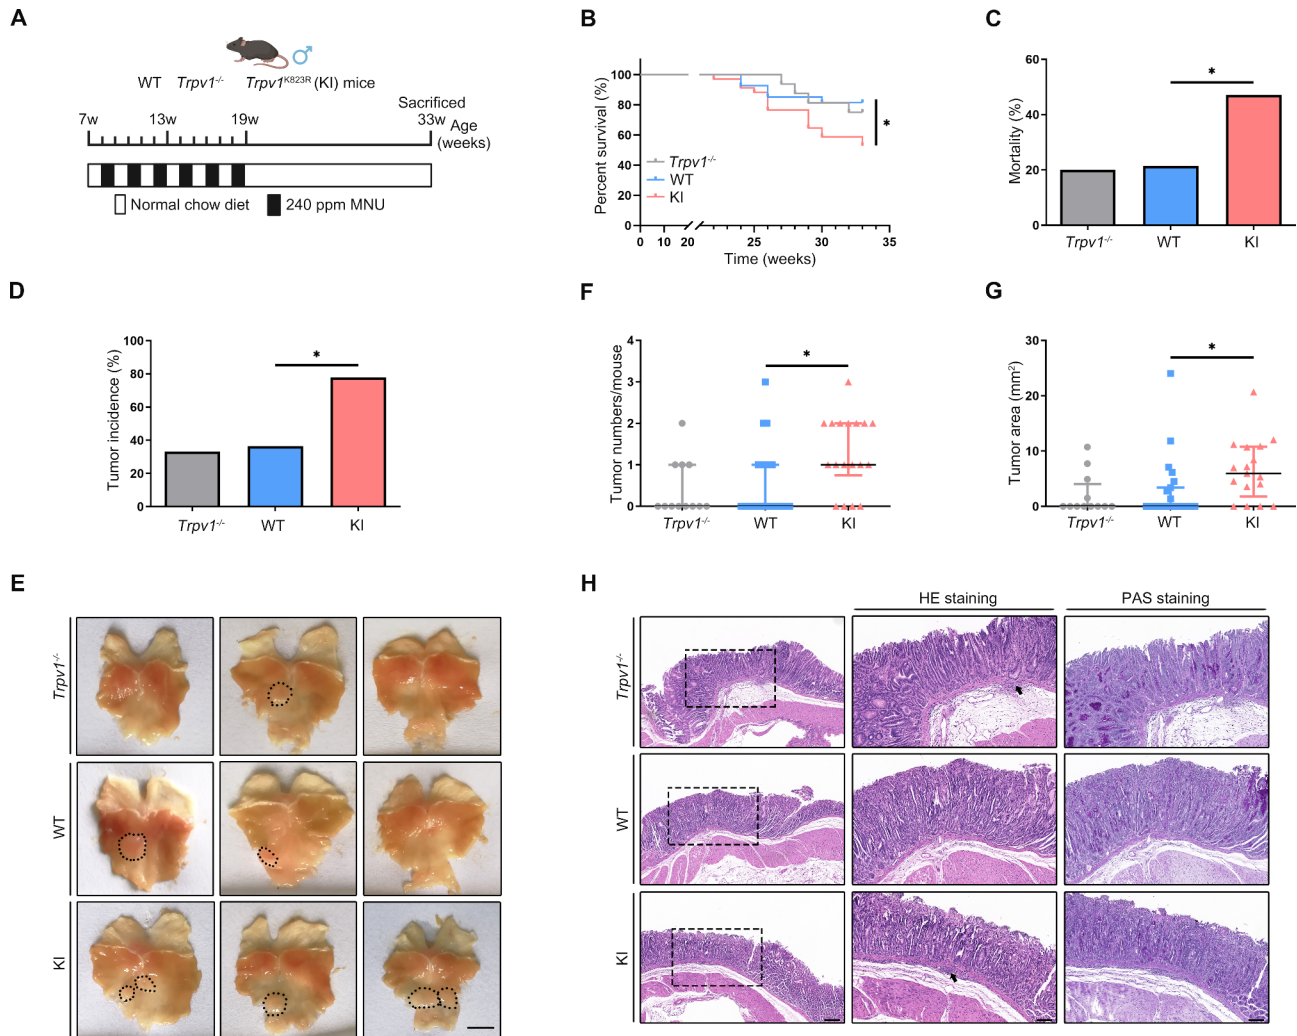 A
WT Trpv1-/- Trpv1K823R (KI) mice
Sacrificed
7w 13w 19w 33w Age
(weeks)
Normal chow diet 240 ppm MNU
B
Percent survival (%)
100
80
60
40
20
0
Trpv1-/-
WT
KI
*
0 10 20 25 30 35
Time (weeks)
C
Mortality (%)
60
40
20
0
*
Trpv1-/- WT KI
D
Tumor incidence (%)
100
80
60
40
20
0
*
Trpv1-/- WT KI
F
Tumor numbers/mouse
4
3
2
1
0
*
Trpv1-/- WT KI
G
Tumor area (mm2)
30
20
10
0
*
Trpv1-/- WT KI
E
Trpv1-/-
WT
KI
H
HE staining PAS staining
Trpv1-/-
WT
KI